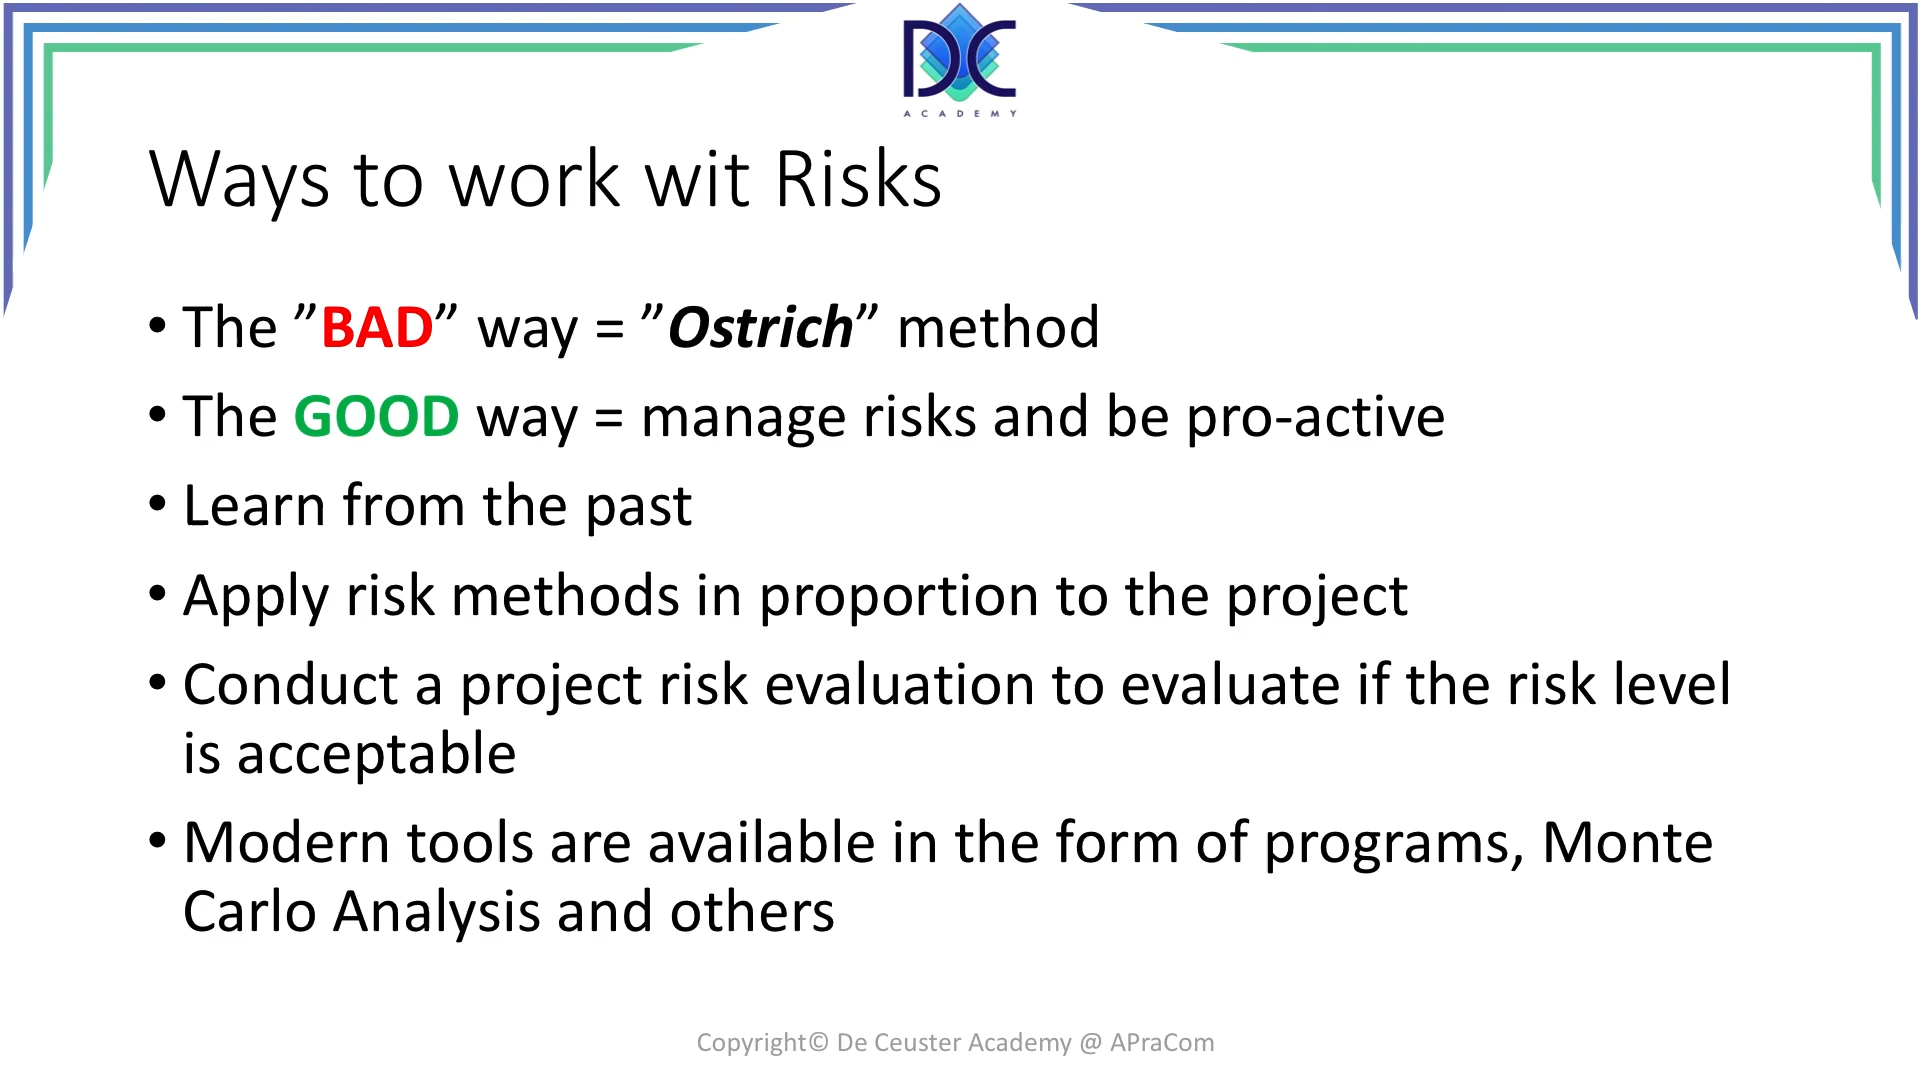 DC
ACADEMY
Ways to work wit Risks
• The ”BAD” way = ”Ostrich” method
• The GOOD way = manage risks and be pro-active
• Learn from the past
• Apply risk methods in proportion to the project
• Conduct a project risk evaluation to evaluate if the risk level
is acceptable
• Modern tools are available in the form of programs, Monte
Carlo Analysis and others
Copyright© De Ceuster Academy @ APraCom